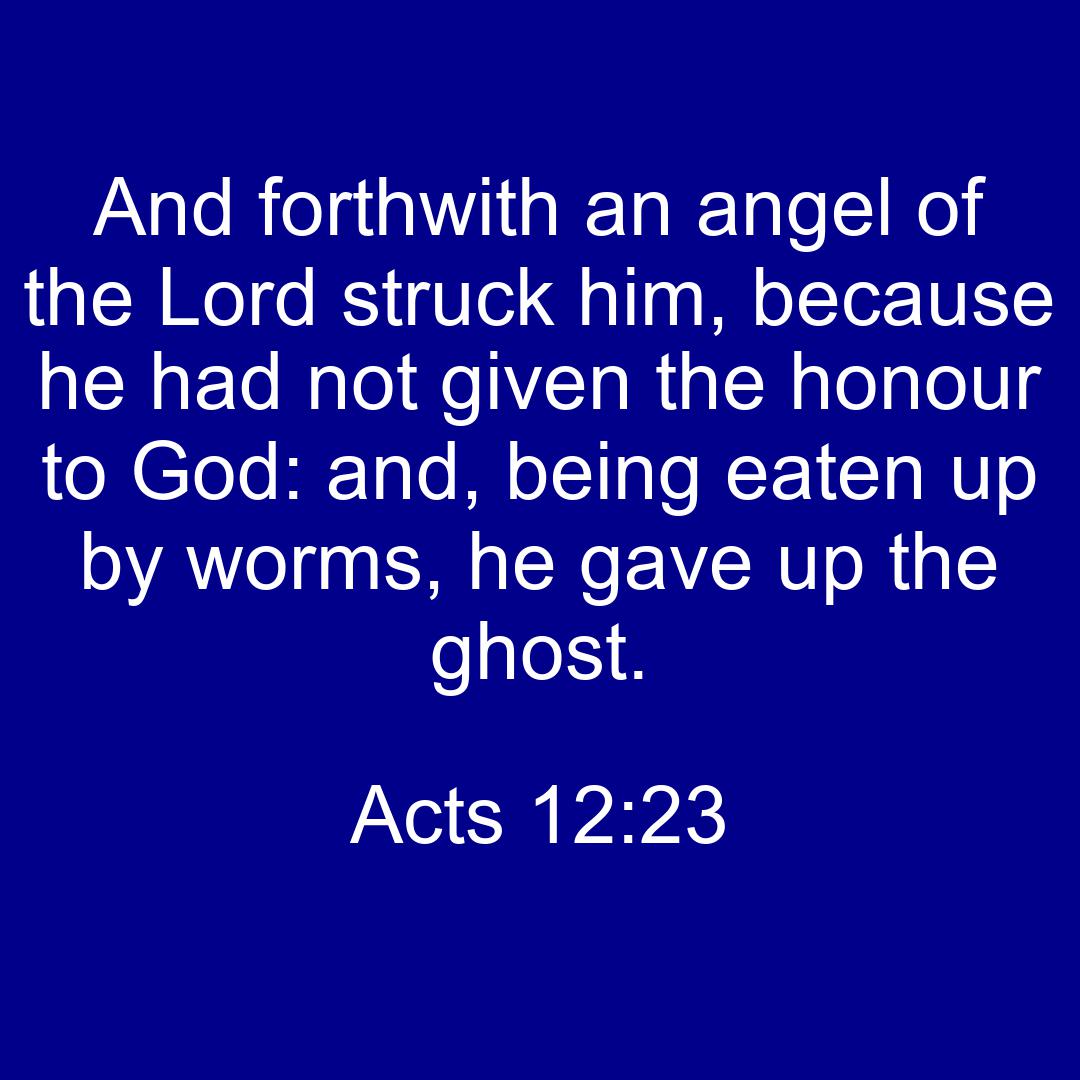 And forthwith an angel of
the Lord struck him, because
he had not given the honour
to God: and, being eaten up
by worms, he gave up the
ghost.
Acts 12:23